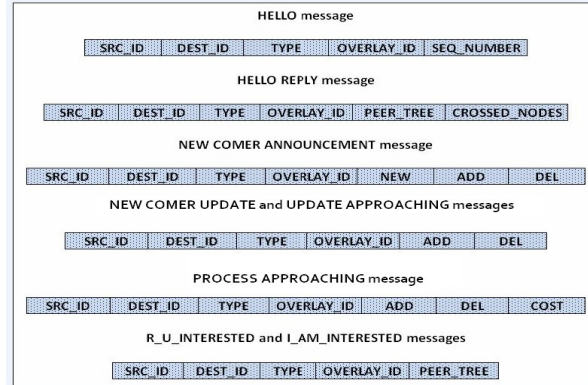 HELLO message
SRC_ID DEST_ID TYPE OVERLAY_ID SEQ_NUMBER
HELLO REPLY message
SRC_ID DEST_ID TYPE OVERLAY_ID PEER_TREE CROSSED_NODES
NEW COMER ANNOUNCEMENT message
SRC_ID DEST_ID TYPE OVERLAY_ID NEW ADD DEL
NEW COMER UPDATE and UPDATE APPROACHING messages
SRC_ID DEST_ID TYPE OVERLAY_ID ADD DEL
PROCESS APPROACHING message
SRC_ID DEST_ID TYPE OVERLAY_ID ADD DEL COST
R_U_INTERESTED and I_AM_INTERESTED messages
SRC_ID DEST_ID TYPE OVERLAY_ID PEER_TREE